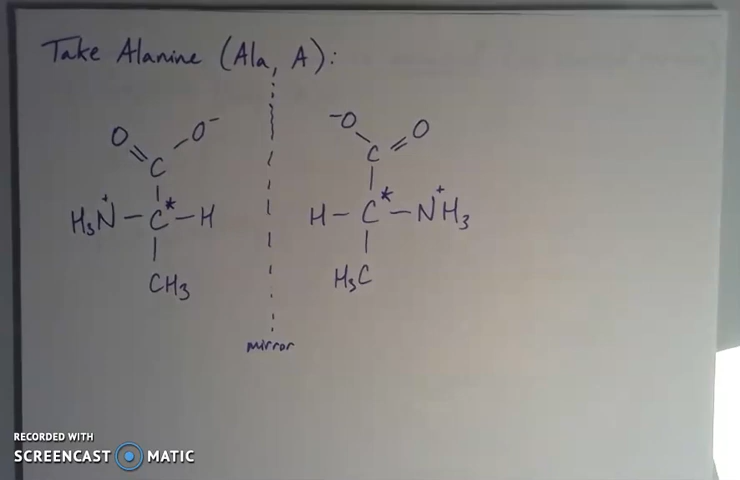 Take Alanine (Ala, A):
O O⁻ ⁻O O
C C
H₃N⁺ — C* — H H — C* — N⁺H₃
CH₃ H₃C
mirror
RECORDED WITH
SCREENCAST MATIC